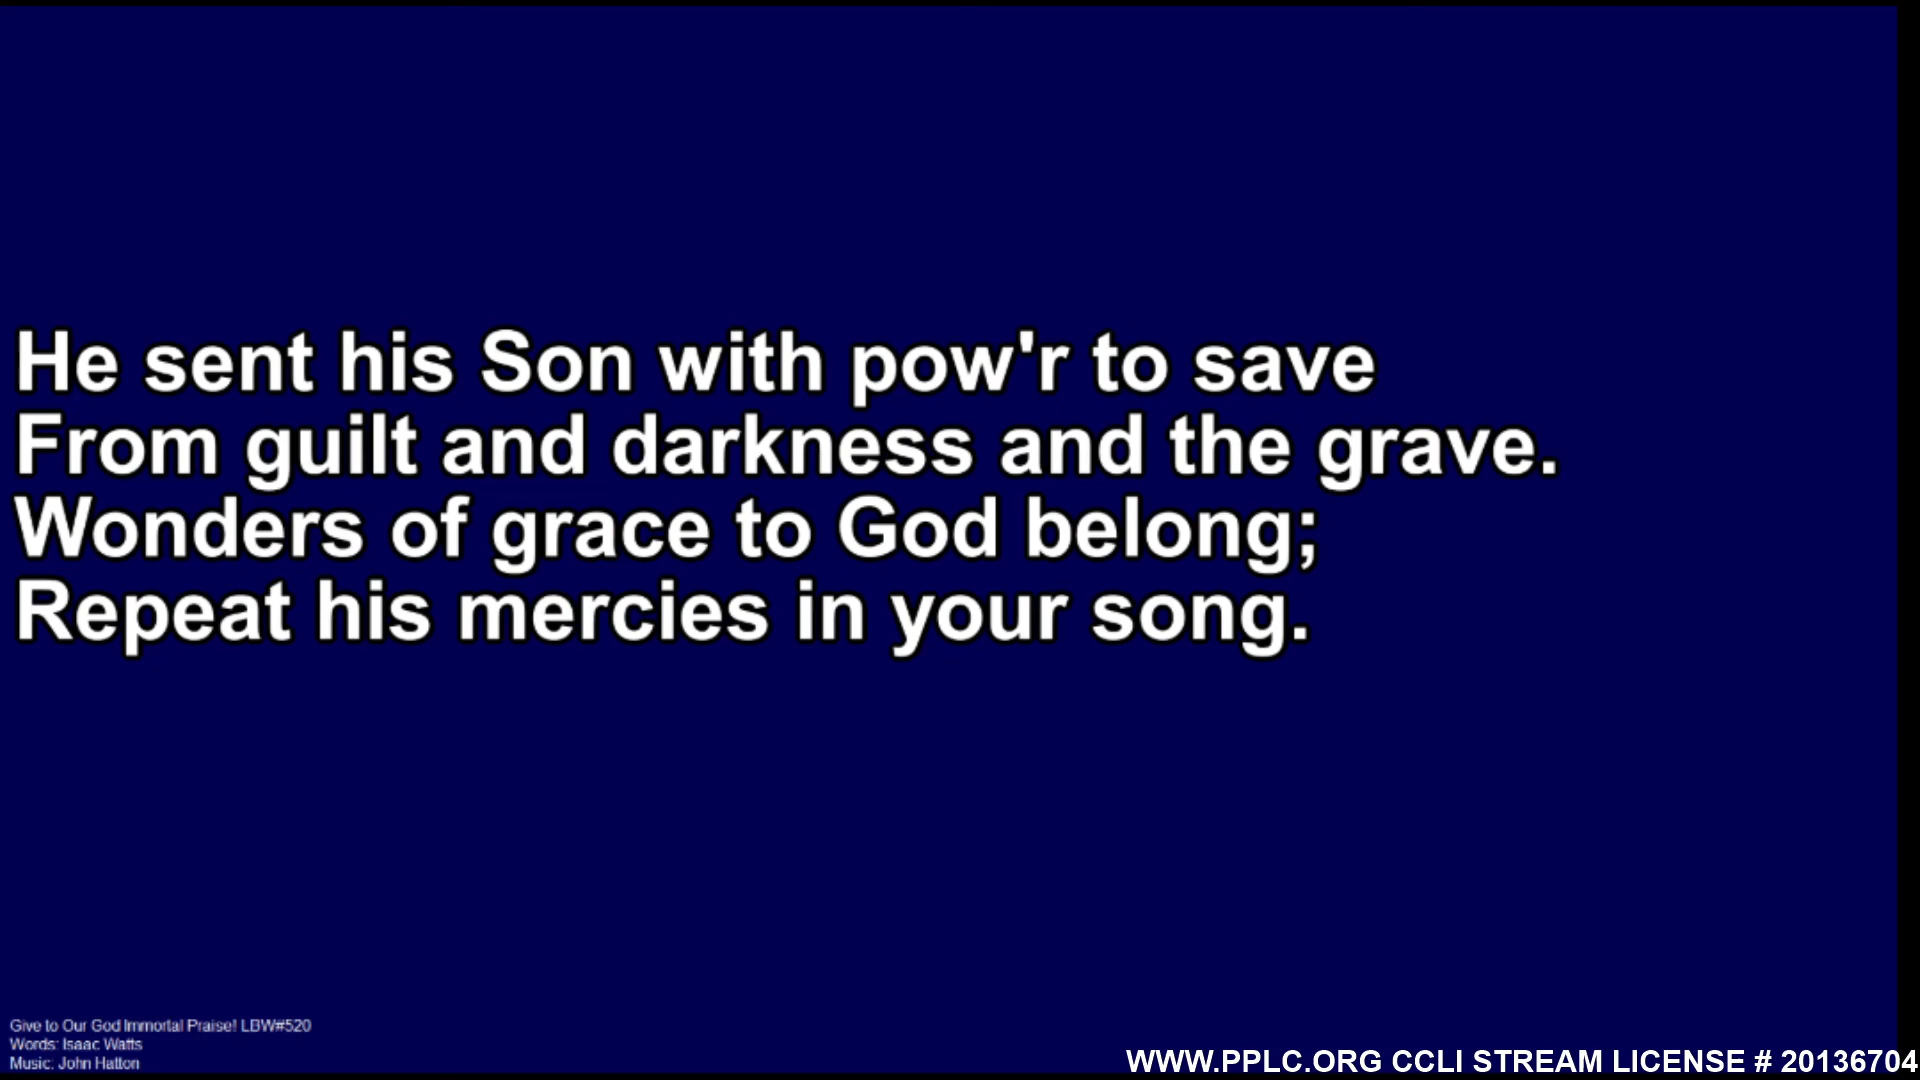 He sent his Son with pow'r to save
From guilt and darkness and the grave.
Wonders of grace to God belong;
Repeat his mercies in your song.
Give to Our God Immortal Praise! LBW#520
Words: Isaac Watts
Music: John Hatton
WWW.PPLC.ORG CCLI STREAM LICENSE # 20136704